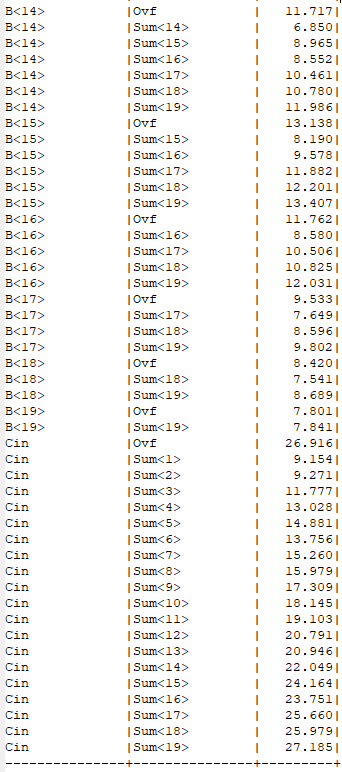 B<14>          |Ovf            |   11.717|
B<14>          |Sum<14>        |    6.850|
B<14>          |Sum<15>        |    8.965|
B<14>          |Sum<16>        |    8.552|
B<14>          |Sum<17>        |   10.461|
B<14>          |Sum<18>        |   10.780|
B<14>          |Sum<19>        |   11.986|
B<15>          |Ovf            |   13.138|
B<15>          |Sum<15>        |    8.190|
B<15>          |Sum<16>        |    9.578|
B<15>          |Sum<17>        |   11.882|
B<15>          |Sum<18>        |   12.201|
B<15>          |Sum<19>        |   13.407|
B<16>          |Ovf            |   11.762|
B<16>          |Sum<16>        |    8.580|
B<16>          |Sum<17>        |   10.506|
B<16>          |Sum<18>        |   10.825|
B<16>          |Sum<19>        |   12.031|
B<17>          |Ovf            |    9.533|
B<17>          |Sum<17>        |    7.649|
B<17>          |Sum<18>        |    8.596|
B<17>          |Sum<19>        |    9.802|
B<18>          |Ovf            |    8.420|
B<18>          |Sum<18>        |    7.541|
B<18>          |Sum<19>        |    8.689|
B<19>          |Ovf            |    7.801|
B<19>          |Sum<19>        |    7.841|
Cin            |Ovf            |   26.916|
Cin            |Sum<1>         |    9.154|
Cin            |Sum<2>         |    9.271|
Cin            |Sum<3>         |   11.777|
Cin            |Sum<4>         |   13.028|
Cin            |Sum<5>         |   14.881|
Cin            |Sum<6>         |   13.756|
Cin            |Sum<7>         |   15.260|
Cin            |Sum<8>         |   15.979|
Cin            |Sum<9>         |   17.309|
Cin            |Sum<10>        |   18.145|
Cin            |Sum<11>        |   19.103|
Cin            |Sum<12>        |   20.791|
Cin            |Sum<13>        |   20.946|
Cin            |Sum<14>        |   22.049|
Cin            |Sum<15>        |   24.164|
Cin            |Sum<16>        |   23.751|
Cin            |Sum<17>        |   25.660|
Cin            |Sum<18>        |   25.979|
Cin            |Sum<19>        |   27.185|
---------------+---------------+---------+